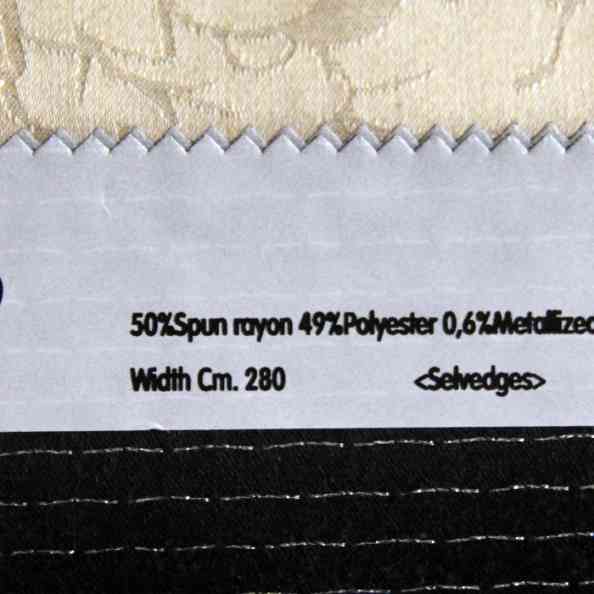 50%Spun rayon 49%Polyester 0,6%Metallized
Width Cm. 280 <Selvedges>